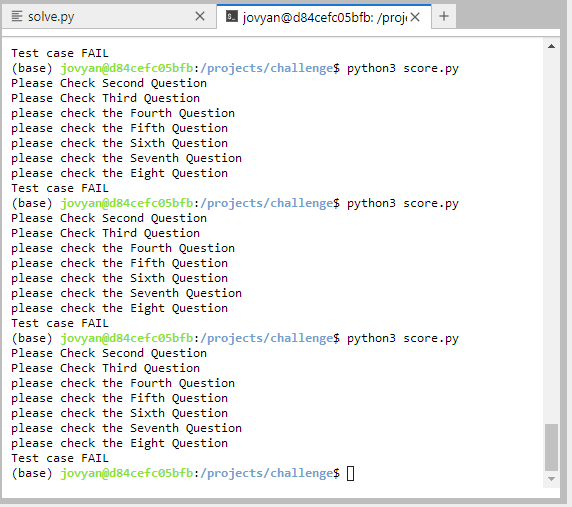 solve.py
jovyan@d84cefc05bfb: /proje
Test case FAIL
(base) jovyan@d84cefc05bfb:/projects/challenge$ python3 score.py
Please Check Second Question
Please Check Third Question
please check the Fourth Question
please check the Fifth Question
please check the Sixth Question
please check the Seventh Question
please check the Eight Question
Test case FAIL
(base) jovyan@d84cefc05bfb:/projects/challenge$ python3 score.py
Please Check Second Question
Please Check Third Question
please check the Fourth Question
please check the Fifth Question
please check the Sixth Question
please check the Seventh Question
please check the Eight Question
Test case FAIL
(base) jovyan@d84cefc05bfb:/projects/challenge$ python3 score.py
Please Check Second Question
Please Check Third Question
please check the Fourth Question
please check the Fifth Question
please check the Sixth Question
please check the Seventh Question
please check the Eight Question
Test case FAIL
(base) jovyan@d84cefc05bfb:/projects/challenge$